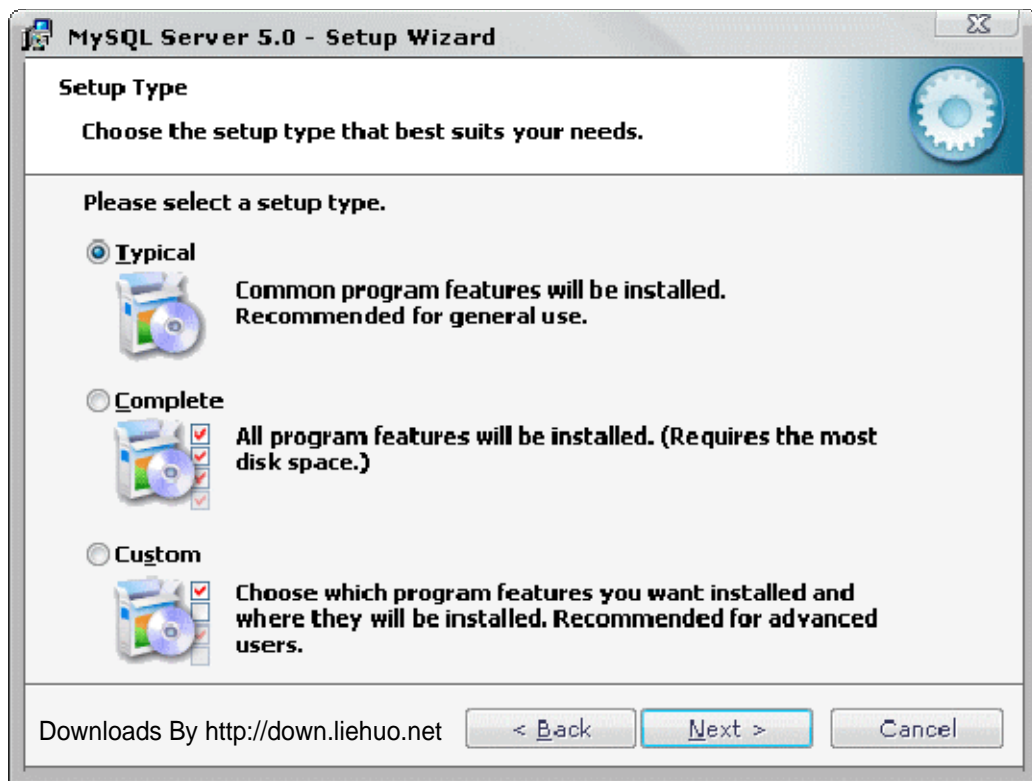 MySQL Server 5.0 - Setup Wizard
Setup Type
Choose the setup type that best suits your needs.
Please select a setup type.
Typical
Common program features will be installed.
Recommended for general use.
Complete
All program features will be installed. (Requires the most
disk space.)
Custom
Choose which program features you want installed and
where they will be installed. Recommended for advanced
users.
Downloads By http://down.liehuo.net
< Back
Next >
Cancel